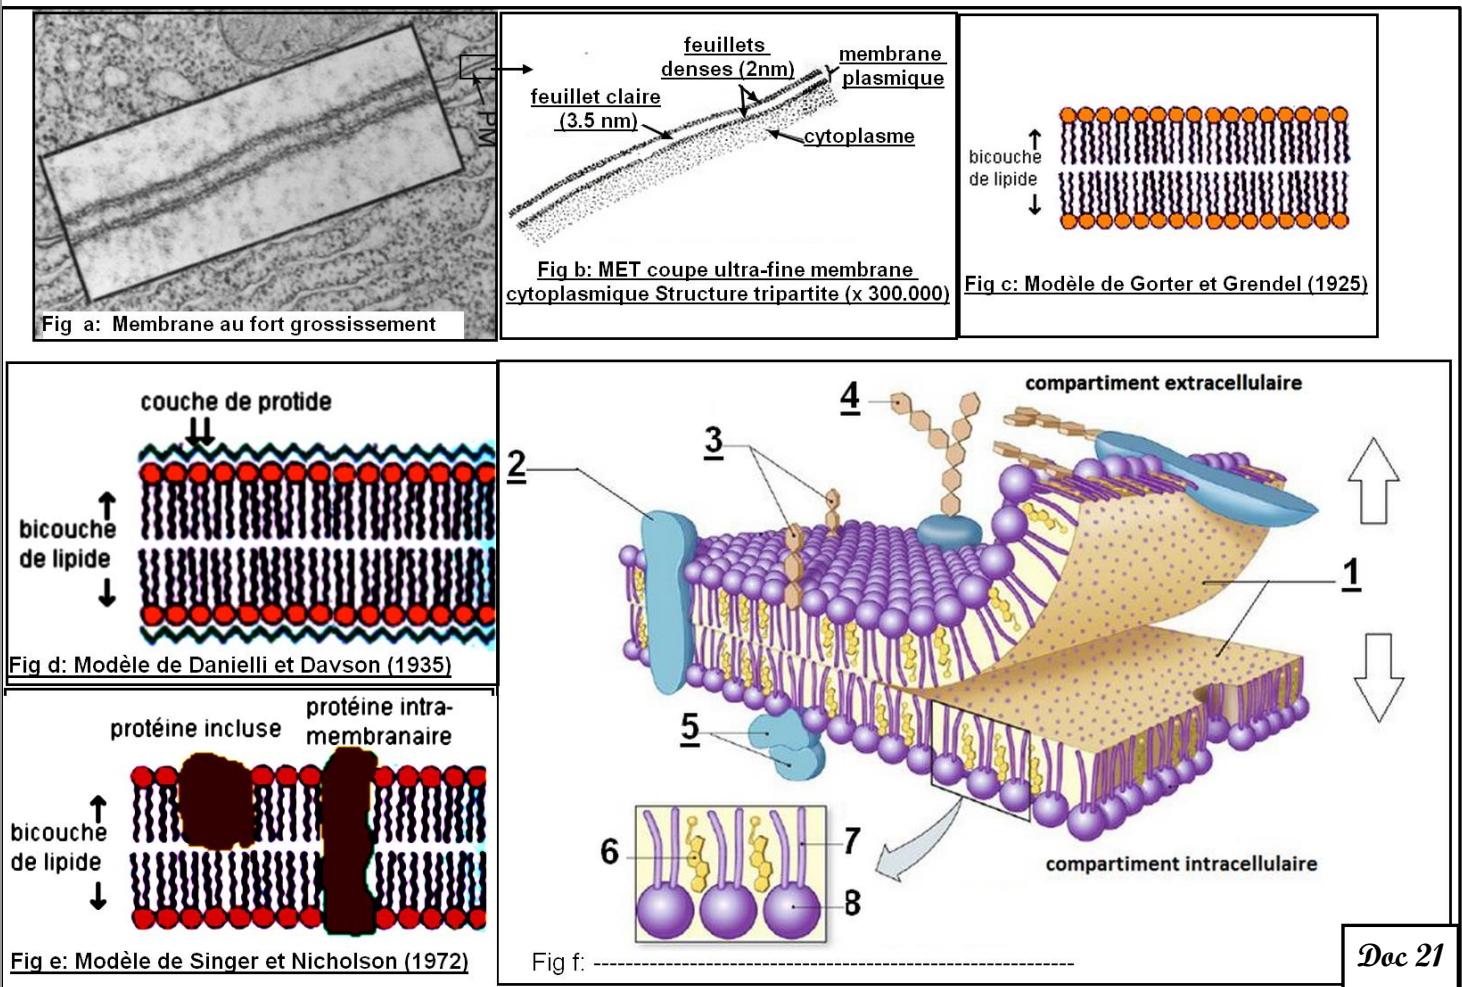 PM
Fig a: Membrane au fort grossissement
feuillets
denses (2nm)
membrane
plasmique
feuillet claire
(3.5 nm)
cytoplasme
Fig b: MET coupe ultra-fine membrane
cytoplasmique Structure tripartite (x 300.000)
bicouche
de lipide
Fig c: Modèle de Gorter et Grendel (1925)
couche de protide
bicouche
de lipide
Fig d: Modèle de Danielli et Davson (1935)
protéine incluse
protéine intra-
membranaire
bicouche
de lipide
Fig e: Modèle de Singer et Nicholson (1972)
compartiment extracellulaire
4
3
2
1
5
6
7
8
compartiment intracellulaire
Fig f: ------------------------------------------------
Doc 21